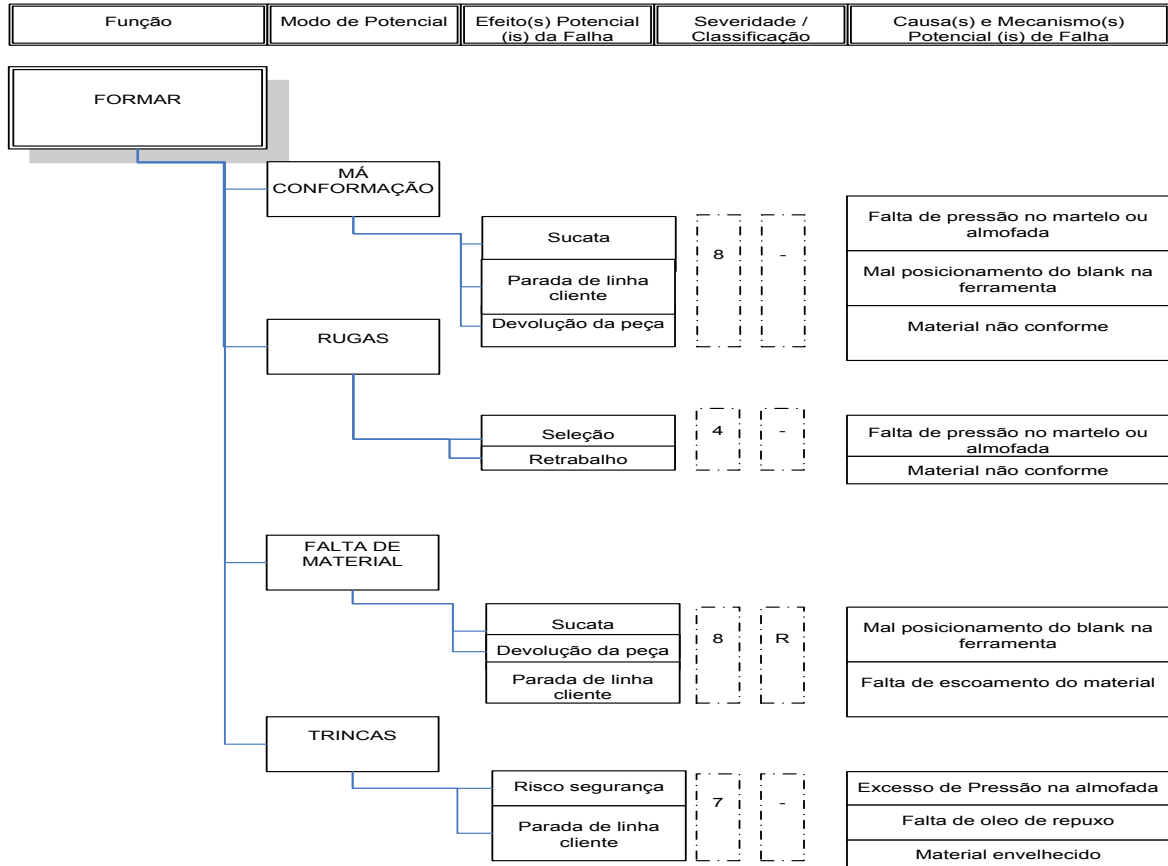 Função
Modo de Potencial
Efeito(s) Potencial
(is) da Falha
Severidade /
Classificação
Causa(s) e Mecanismo(s)
Potencial (is) de Falha
FORMAR
MÁ
CONFORMAÇÃO
Sucata
Parada de linha
cliente
Devolução da peça
8
-
Falta de pressão no martelo ou
almofada
Mal posicionamento do blank na
ferramenta
Material não conforme
RUGAS
Seleção
Retrabalho
4
-
Falta de pressão no martelo ou
almofada
Material não conforme
FALTA DE
MATERIAL
Sucata
Devolução da peça
Parada de linha
cliente
8
R
Mal posicionamento do blank na
ferramenta
Falta de escoamento do material
TRINCAS
Risco segurança
Parada de linha
cliente
7
-
Excesso de Pressão na almofada
Falta de oleo de repuxo
Material envelhecido